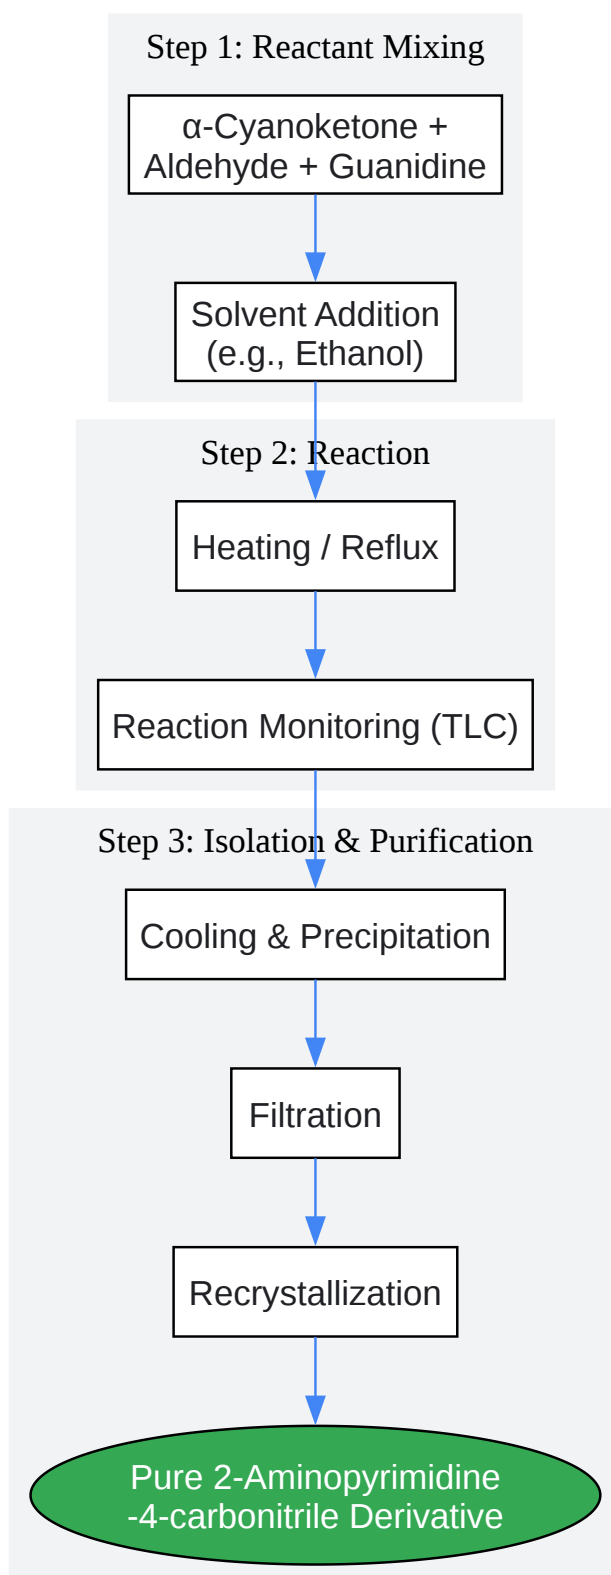 Step 1: Reactant Mixing
α-Cyanoketone +
Aldehyde + Guanidine
Solvent Addition
(e.g., Ethanol)
Step 2: Reaction
Heating / Reflux
Reaction Monitoring (TLC)
Step 3: Isolation & Purification
Cooling & Precipitation
Filtration
Recrystallization
Pure 2-Aminopyrimidine
-4-carbonitrile Derivative